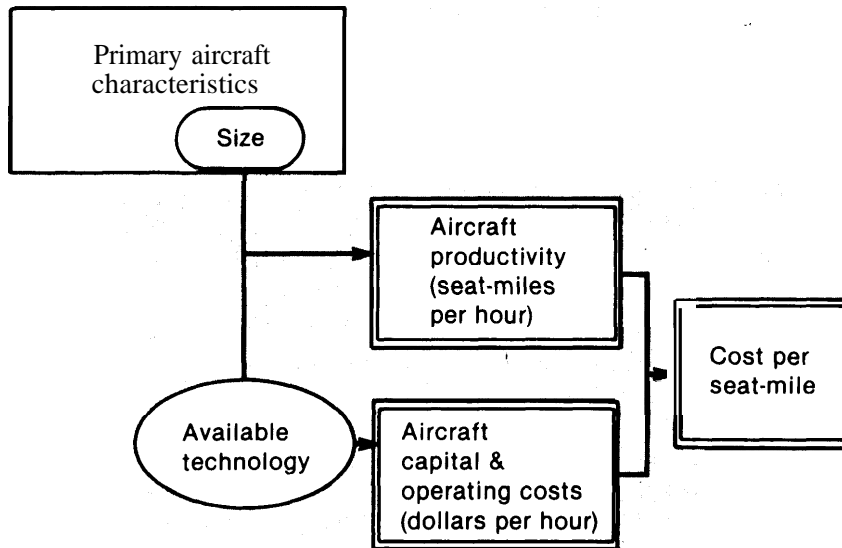 Primary aircraft
characteristics
Size
Aircraft
productivity
(seat-miles
per hour)
Cost per
seat-mile
Available
technology
Aircraft
capital &
operating costs
(dollars per hour)